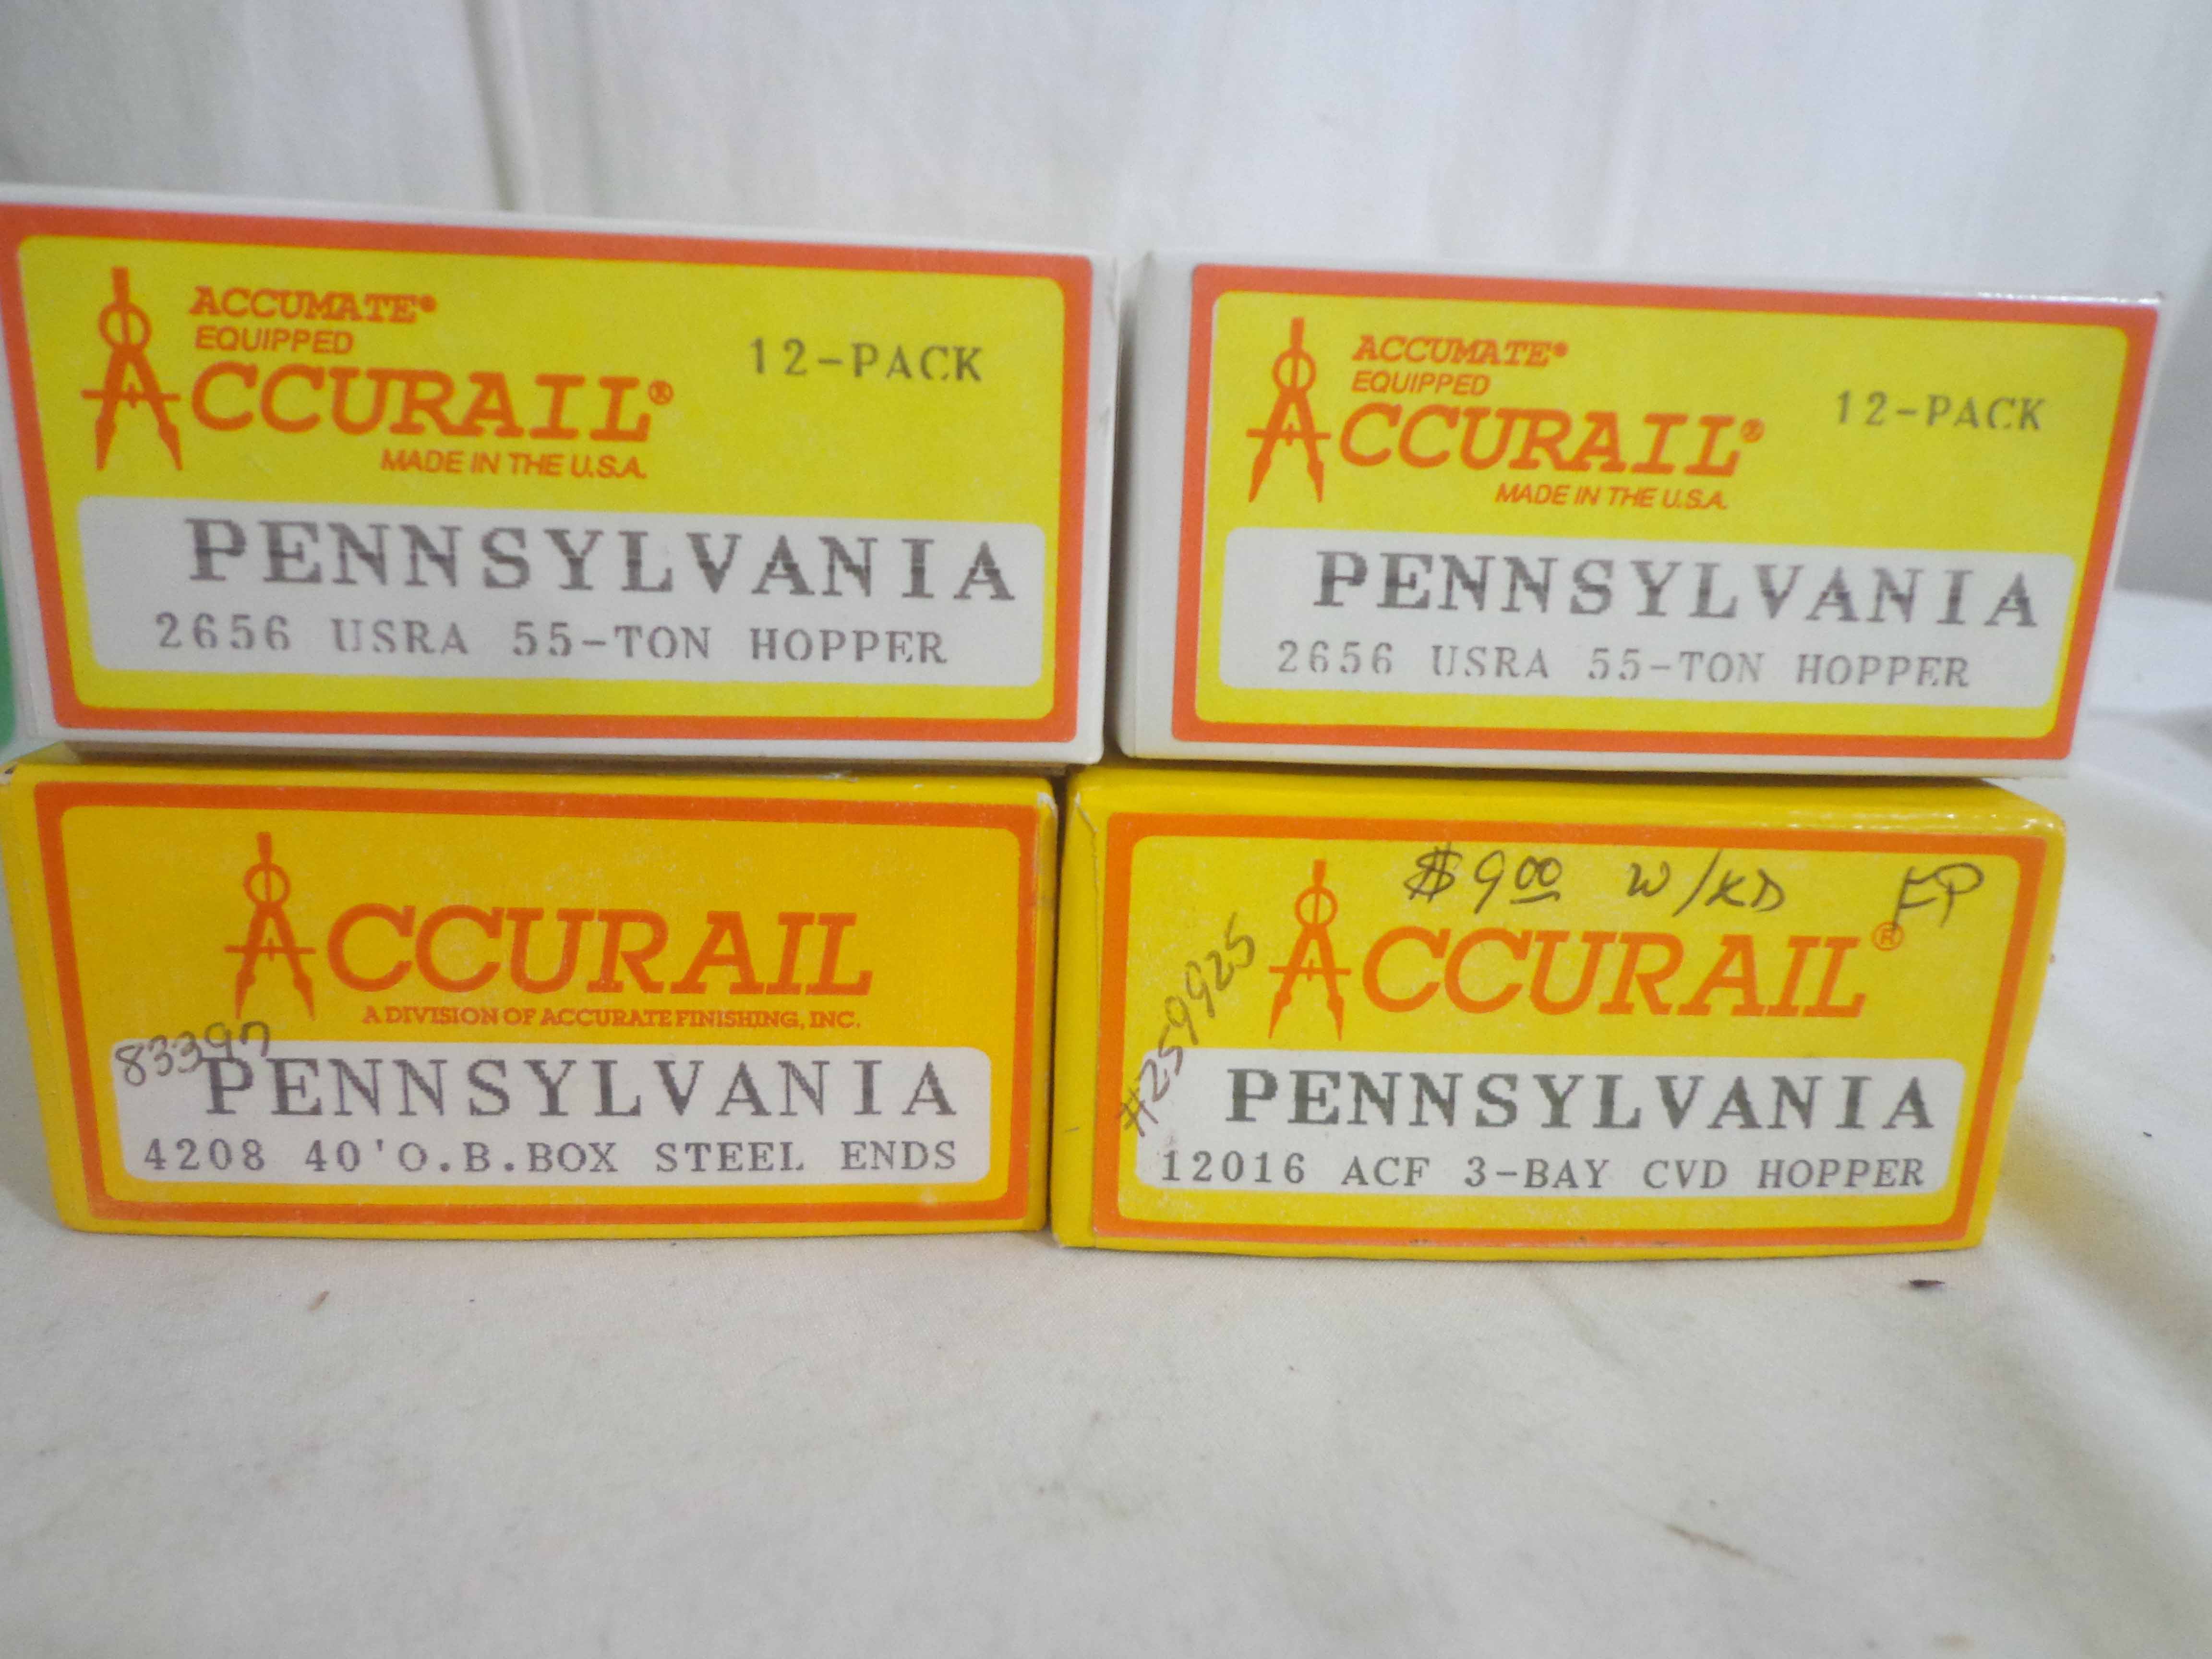 ACCUMATE®
EQUIPPED
ACCURAIL®
MADE IN THE U.S.A.
12-PACK
PENNSYLVANIA
2656 USRA 55-TON HOPPER
ACCUMATE®
EQUIPPED
ACCURAIL®
MADE IN THE U.S.A.
12-PACK
PENNSYLVANIA
2656 USRA 55-TON HOPPER
ACCURAIL
A DIVISION OF ACCURATE FINISHING, INC.
83397
PENNSYLVANIA
4208 40'O.B.BOX STEEL ENDS
$9.00 W/KD FP
ACCURAIL®
#259925
PENNSYLVANIA
12016 ACF 3-BAY CVD HOPPER